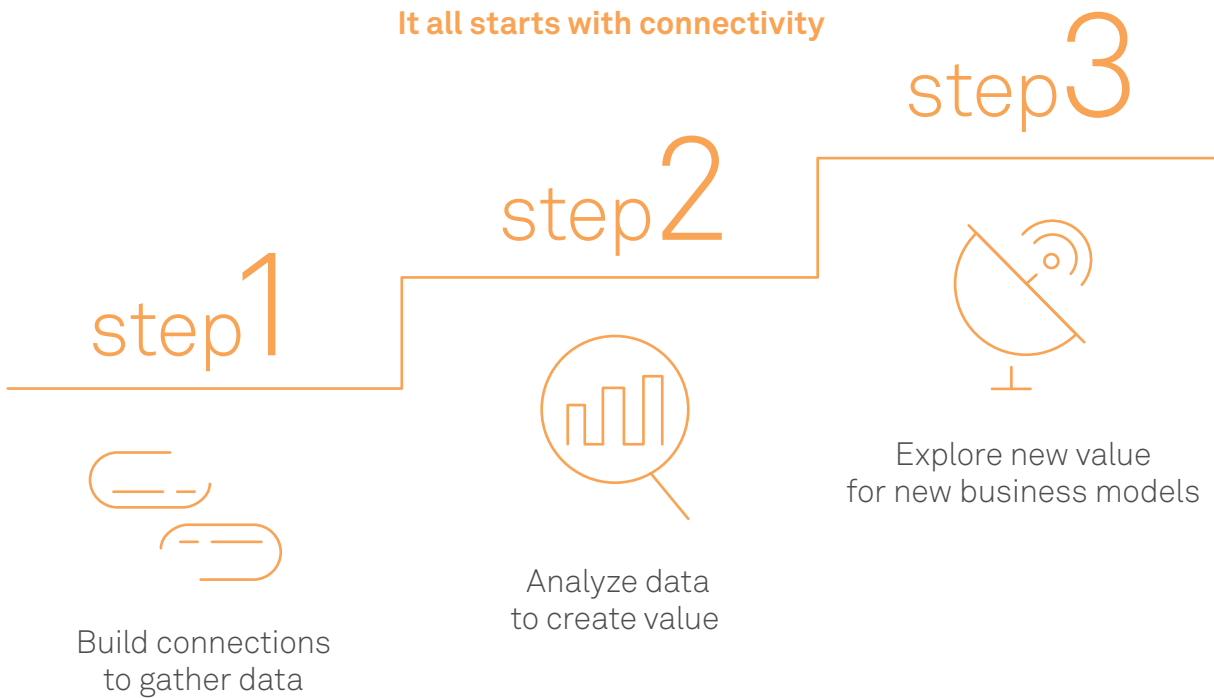 It all starts with connectivity
step1
Build connections
to gather data
step2
Analyze data
to create value
step3
Explore new value
for new business models